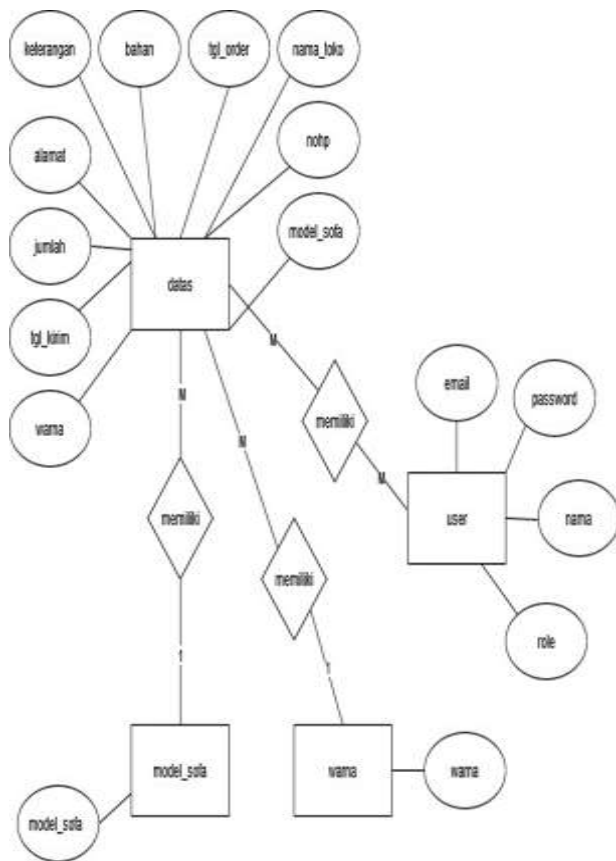 keterangan
bahan
tgl_order
nama_toko
alamat
nohp
jumlah
model_sofa
datas
tgl_kirim
warna
M
M
M
memiliki
M
email
password
memiliki
memiliki
user
nama
role
1
1
model_sofa
warna
warna
model_sofa